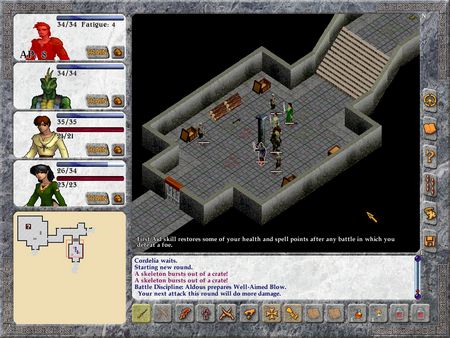 34/34 Fatigue: 4
34/34
35/35
21/21
26/34
23/23
First Aid skill restores some of your health and spell points after any battle in which you
defeat a foe.
Cordelia waits.
Starting new round.
A skeleton bursts out of a crate!
A skeleton bursts out of a crate!
Battle Discipline: Aldous prepares Well-Aimed Blow.
Your next attack this round will do more damage.